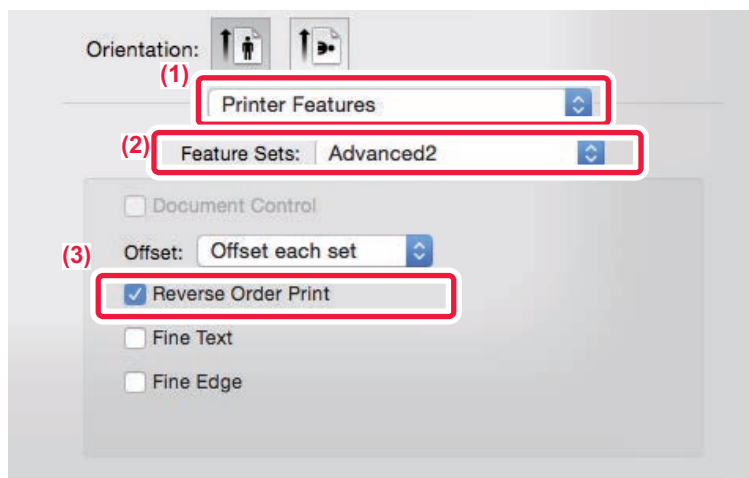 Orientation:
(1)
Printer Features
(2)
Feature Sets: Advanced2
Document Control
(3)
Offset: Offset each set
Reverse Order Print
Fine Text
Fine Edge